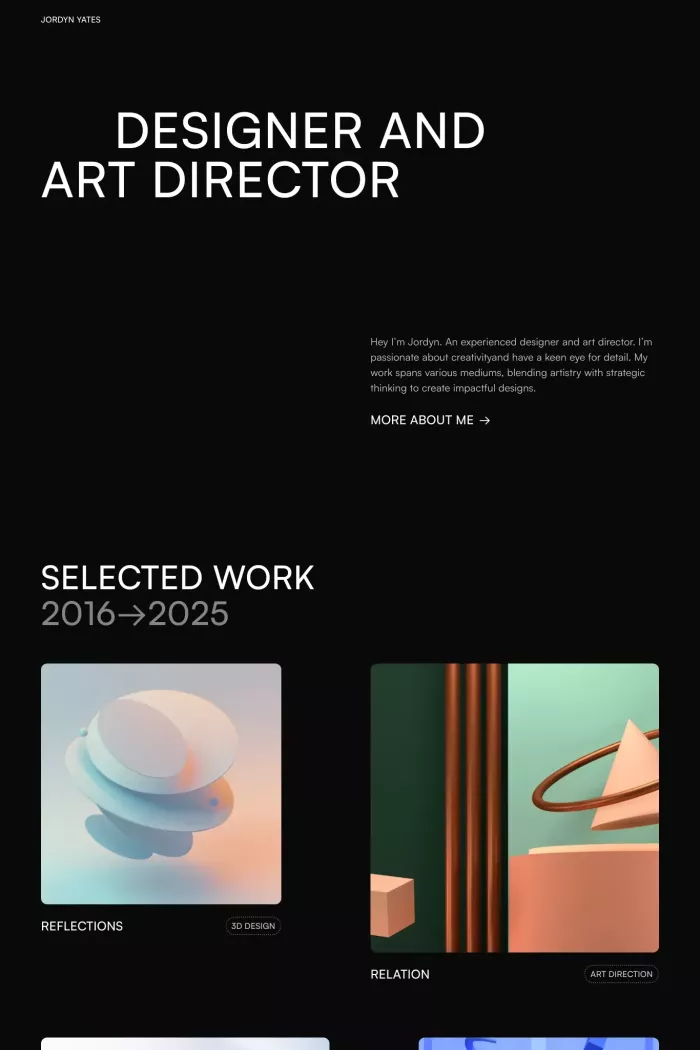 JORDYN YATES
DESIGNER AND
ART DIRECTOR
Hey I'm Jordyn. An experienced designer and art director. I'm
passionate about creativityand have a keen eye for detail. My
work spans various mediums, blending artistry with strategic
thinking to create impactful designs.
MORE ABOUT ME →
SELECTED WORK
2016→2025
REFLECTIONS
3D DESIGN
RELATION
ART DIRECTION